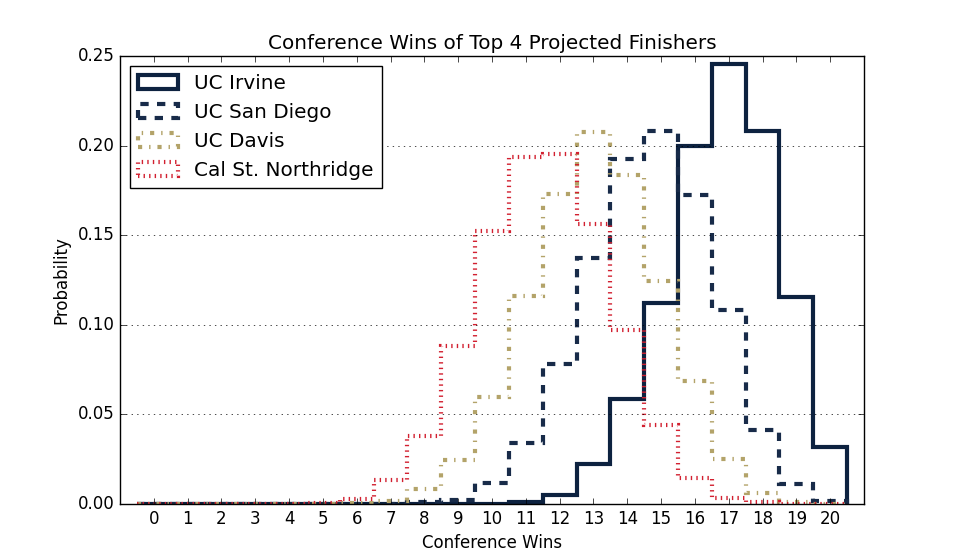 Conference Wins of Top 4 Projected Finishers
0.25
0.20
0.15
0.10
0.05
0.00
Probability
UC Irvine
UC San Diego
UC Davis
Cal St. Northridge
0 1 2 3 4 5 6 7 8 9 10 11 12 13 14 15 16 17 18 19 20
Conference Wins